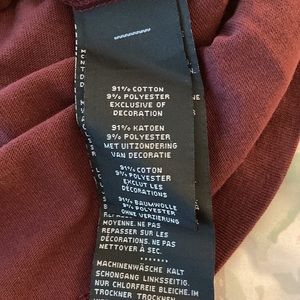 91% COTTON
9% POLYESTER
EXCLUSIVE OF
DECORATION
91% KATOEN
9% POLYESTER
MET UITZONDERING
VAN DECORATIE
91% COTON
9% POLYESTER
EXCLUT LES
DÉCORATIONS
91% BAUMWOLLE
9% POLYESTER
OHNE VERZIERUNG
MOYENNE. NE PAS
REPASSER SUR LES
DÉCORATIONS. NE PAS
NETTOYER À SEC.
MACHINENWÄSCHE KALT
SCHONGANG LINKSSEITIG.
NUR CHLORFREIE BLEICHE. IM
TROCKNER TROCKNEN